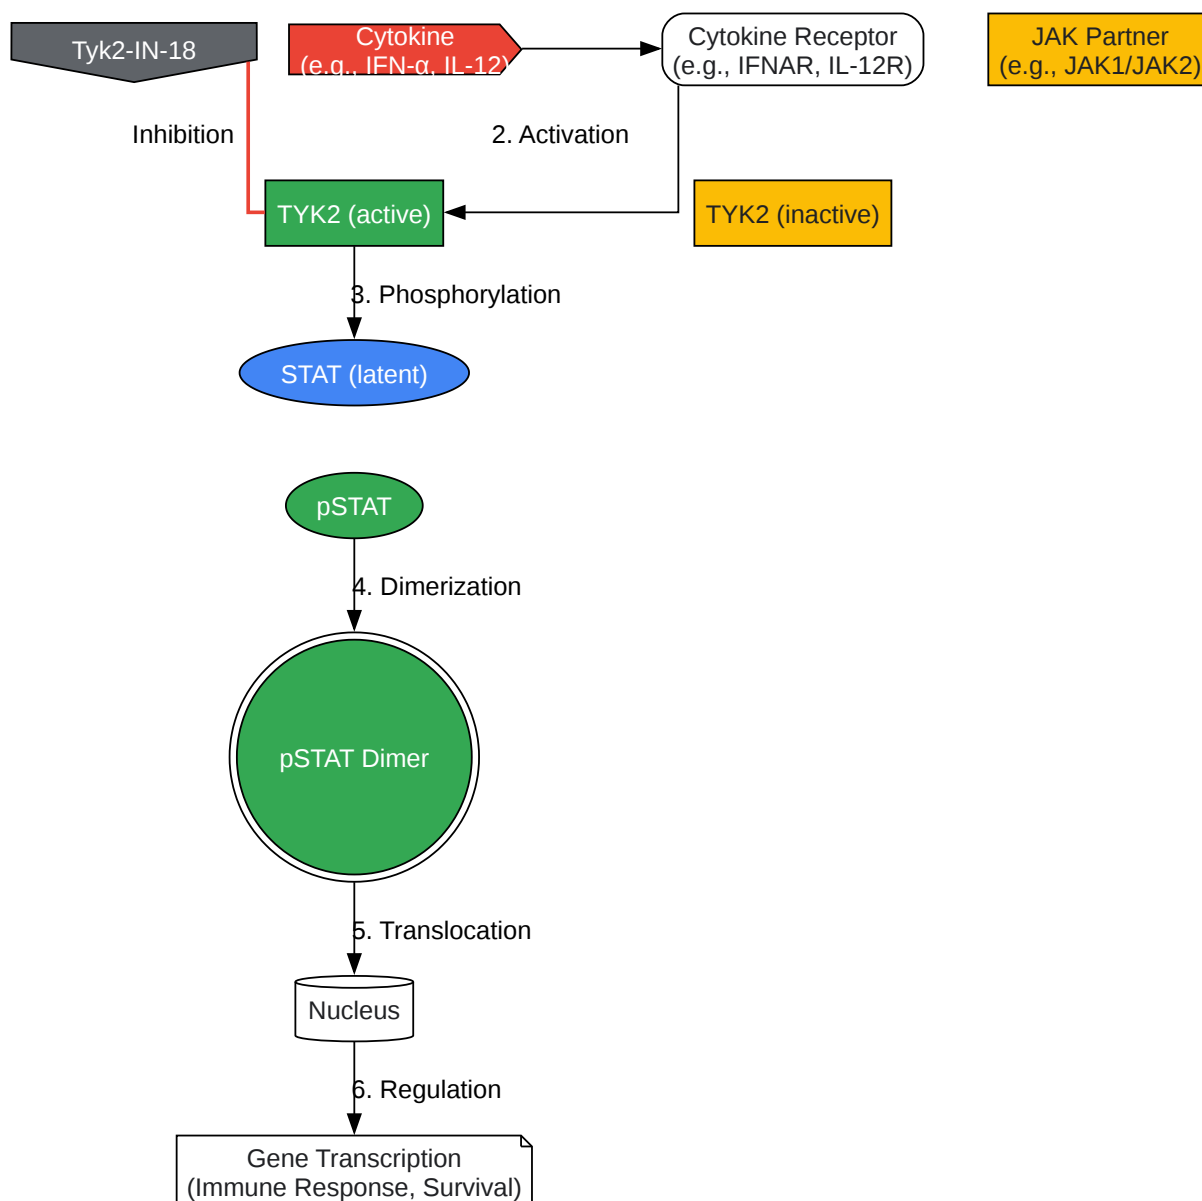 Tyk2-IN-18
Cytokine
(e.g., IFN-α, IL-12)
Cytokine Receptor
(e.g., IFNAR, IL-12R)
JAK Partner
(e.g., JAK1/JAK2)
Inhibition
2. Activation
TYK2 (active)
TYK2 (inactive)
3. Phosphorylation
STAT (latent)
pSTAT
4. Dimerization
pSTAT Dimer
5. Translocation
Nucleus
6. Regulation
Gene Transcription
(Immune Response, Survival)